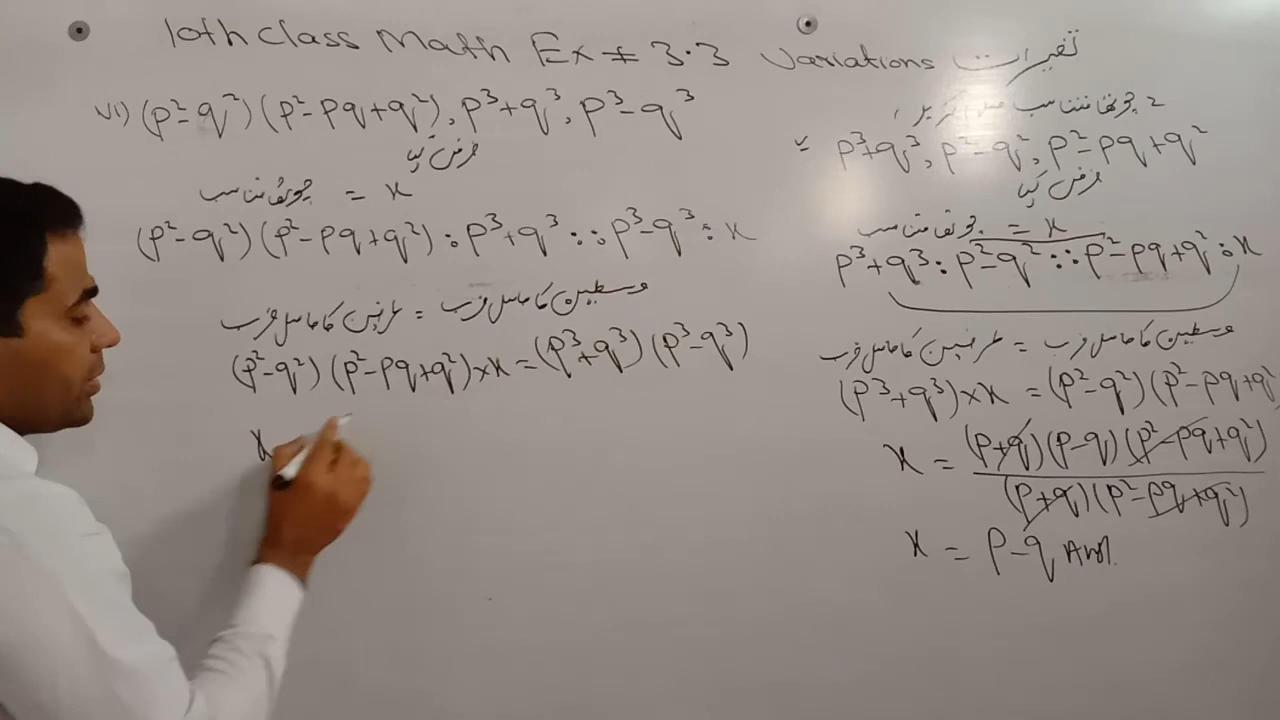 10th Class Math Ex # 3.3 Variations تغیرات
vi) (p²-q²)(p²-pq+q²), p³+q³, p³-q³
فرض کیا
چوتھا متناسب = x
(p²-q²)(p²-pq+q²) : p³+q³ :: p³-q³ : x
طرفین کا حاصل ضرب = وسطین کا حاصل ضرب
(p²-q²)(p²-pq+q²)×x = (p³+q³)(p³-q³)
x
چوتھا متناسب
v p³+q³, p²-q², p²-pq+q²
فرض کیا
چوتھا متناسب = x
p³+q³ : p²-q² :: p²-pq+q² : x
طرفین کا حاصل ضرب = وسطین کا حاصل ضرب
(p³+q³)×x = (p²-q²)(p²-pq+q²
x = (p+q)(p-q)(p²-pq+q²)
(p+q)(p²-pq+q²)
x = p-q Ans.